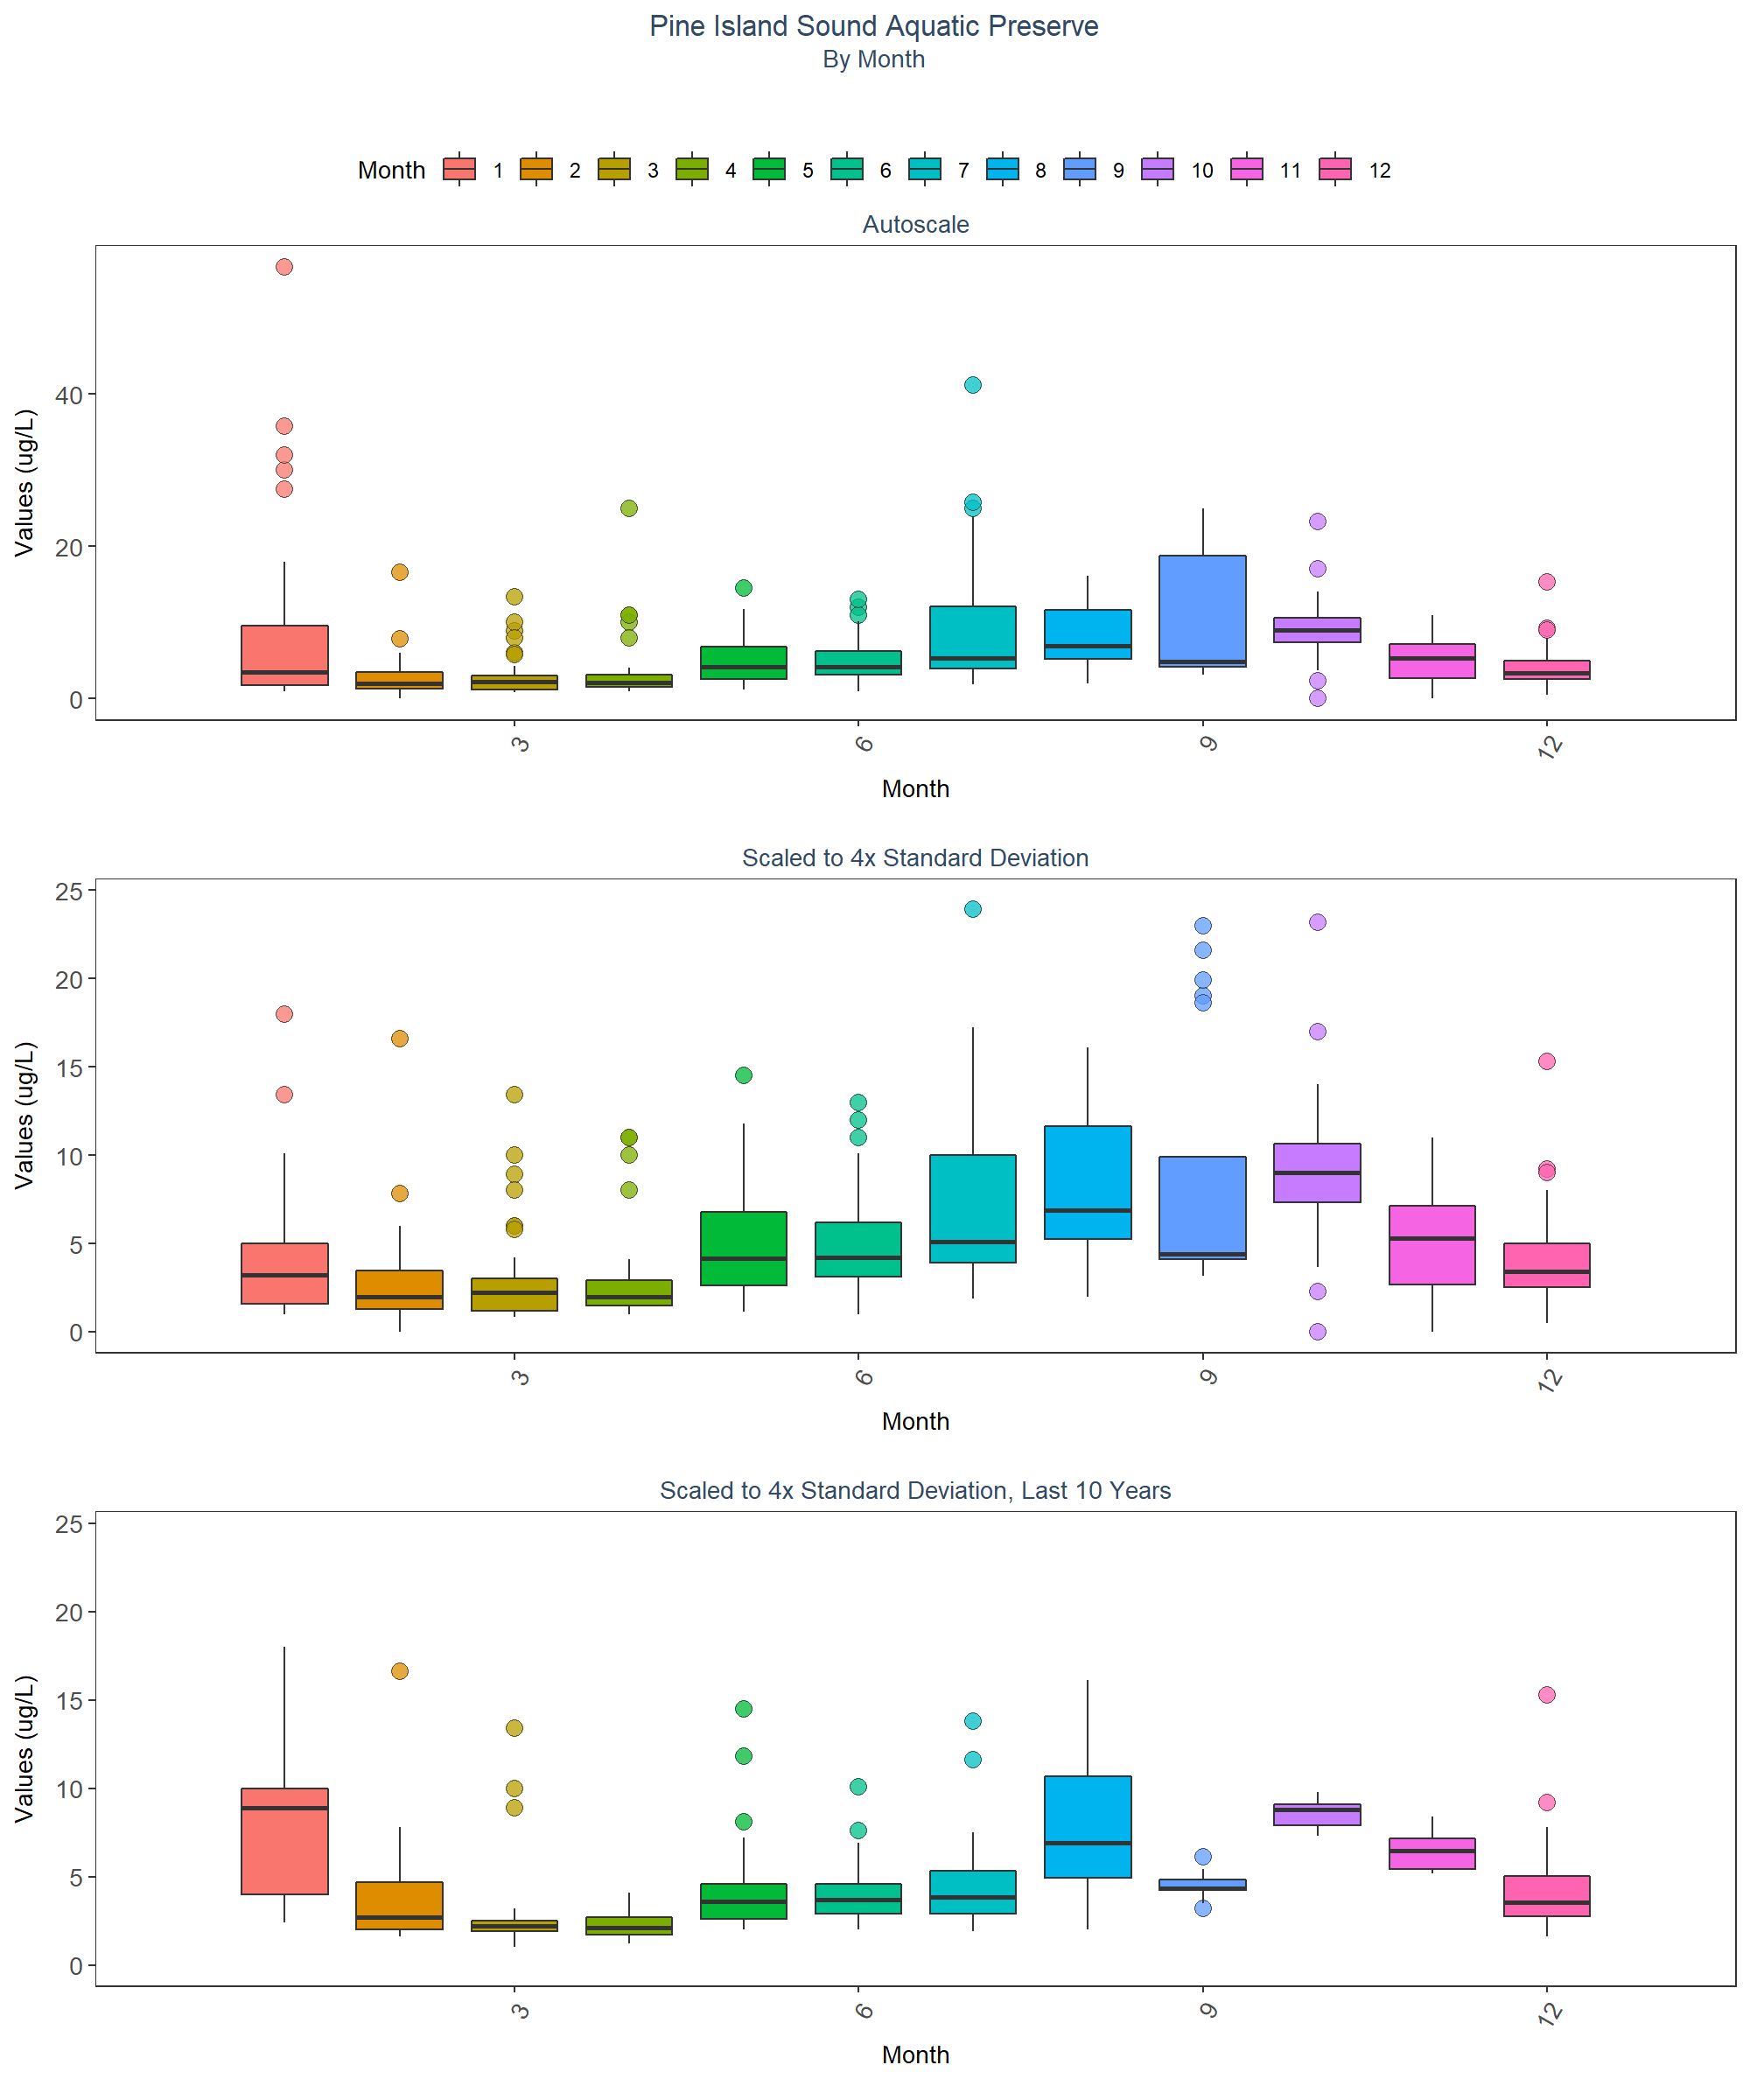 Pine Island Sound Aquatic Preserve
By Month
Month 1 2 3 4 5 6 7 8 9 10 11 12
Autoscale
Values (ug/L)
40
20
0
3 6 9 12
Month
Scaled to 4x Standard Deviation
Values (ug/L)
25
20
15
10
5
0
3 6 9 12
Month
Scaled to 4x Standard Deviation, Last 10 Years
Values (ug/L)
25
20
15
10
5
0
3 6 9 12
Month